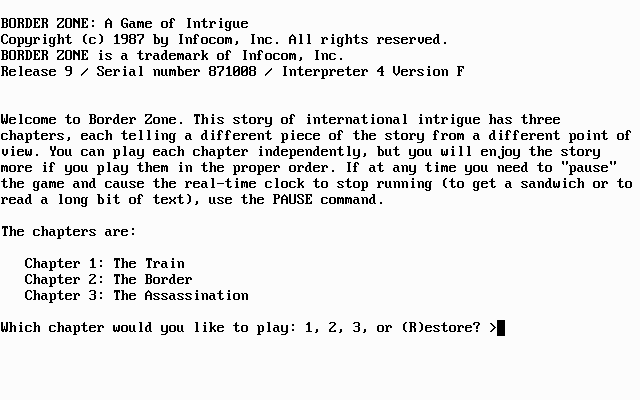 BORDER ZONE: A Game of Intrigue
Copyright (c) 1987 by Infocom, Inc. All rights reserved.
BORDER ZONE is a trademark of Infocom, Inc.
Release 9 / Serial number 871008 / Interpreter 4 Version F
Welcome to Border Zone. This story of international intrigue has three
chapters, each telling a different piece of the story from a different point of
view. You can play each chapter independently, but you will enjoy the story
more if you play them in the proper order. If at any time you need to "pause"
the game and cause the real-time clock to stop running (to get a sandwich or to
read a long bit of text), use the PAUSE command.
The chapters are:
Chapter 1: The Train
Chapter 2: The Border
Chapter 3: The Assassination
Which chapter would you like to play: 1, 2, 3, or (R)estore? >